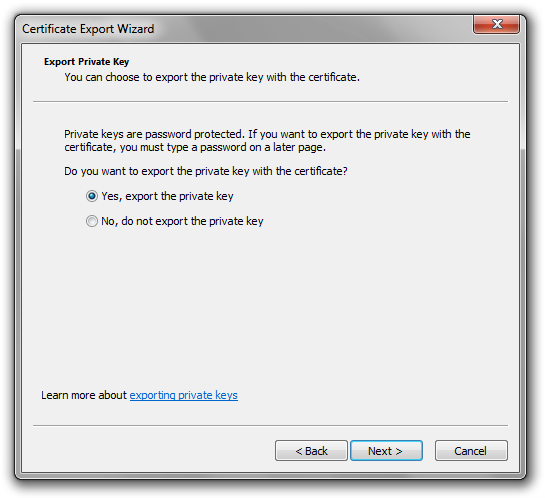 Certificate Export Wizard
Export Private Key
You can choose to export the private key with the certificate.
Private keys are password protected. If you want to export the private key with the
certificate, you must type a password on a later page.
Do you want to export the private key with the certificate?
Yes, export the private key
No, do not export the private key
Learn more about exporting private keys
< Back
Next >
Cancel